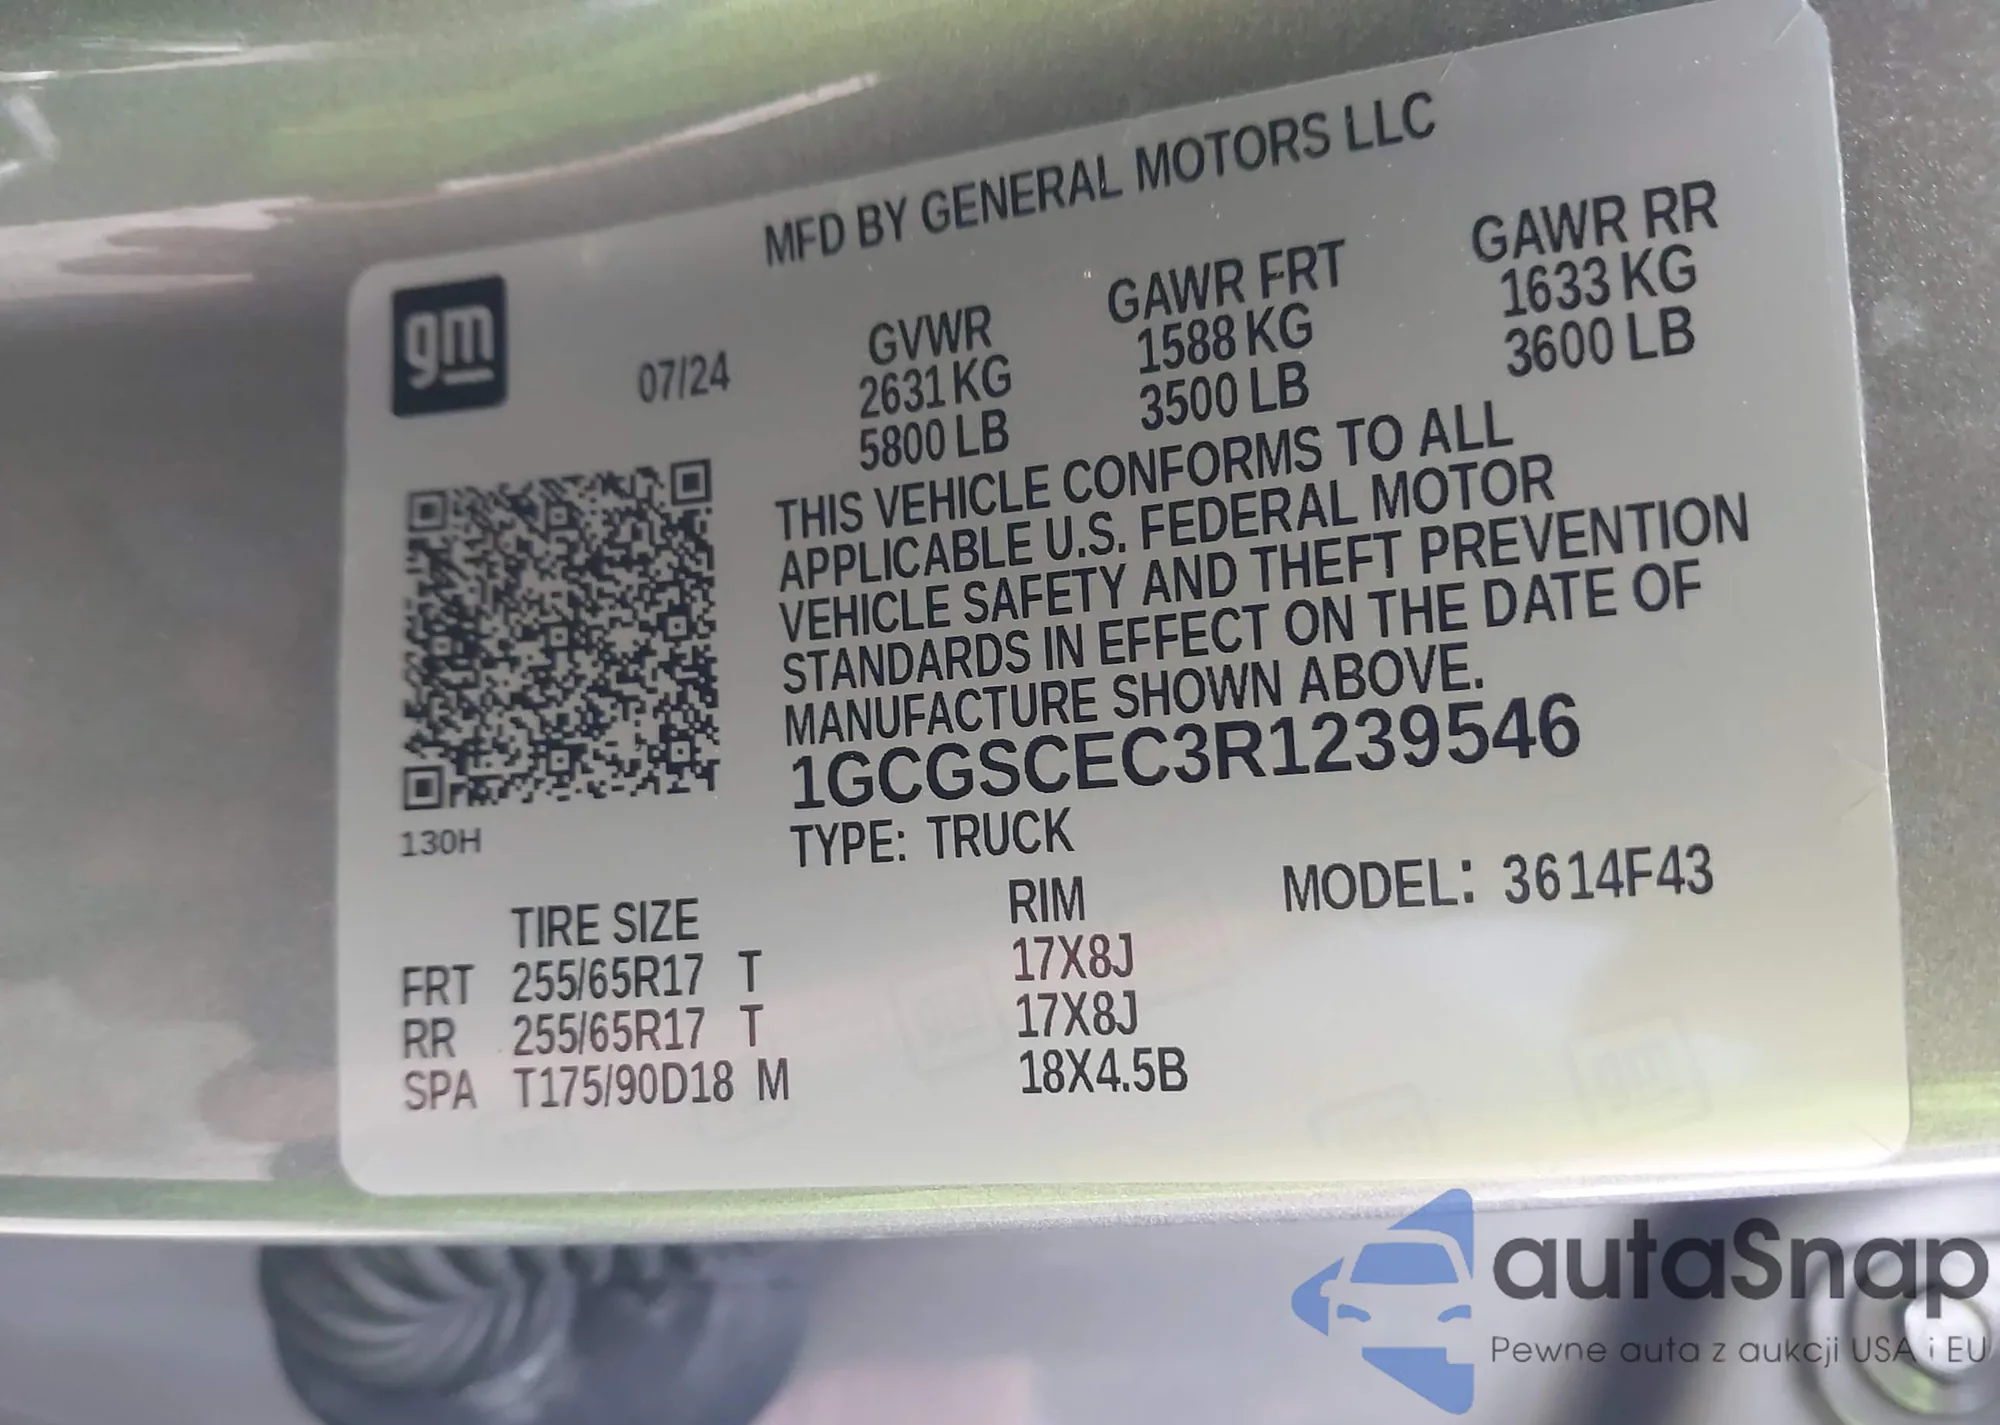 MFD BY GENERAL MOTORS LLC
gm
07/24
GVWR
2631 KG
5800 LB
GAWR FRT
1588 KG
3500 LB
GAWR RR
1633 KG
3600 LB
THIS VEHICLE CONFORMS TO ALL
APPLICABLE U.S. FEDERAL MOTOR
VEHICLE SAFETY AND THEFT PREVENTION
STANDARDS IN EFFECT ON THE DATE OF
MANUFACTURE SHOWN ABOVE.
1GCGSCEC3R1239546
130H
TYPE: TRUCK
MODEL: 3614F43
TIRE SIZE RIM
FRT 255/65R17 T 17X8J
RR 255/65R17 T 17X8J
SPA T175/90D18 M 18X4.5B
autaSnap
Pewne auta z aukcji USA i EU